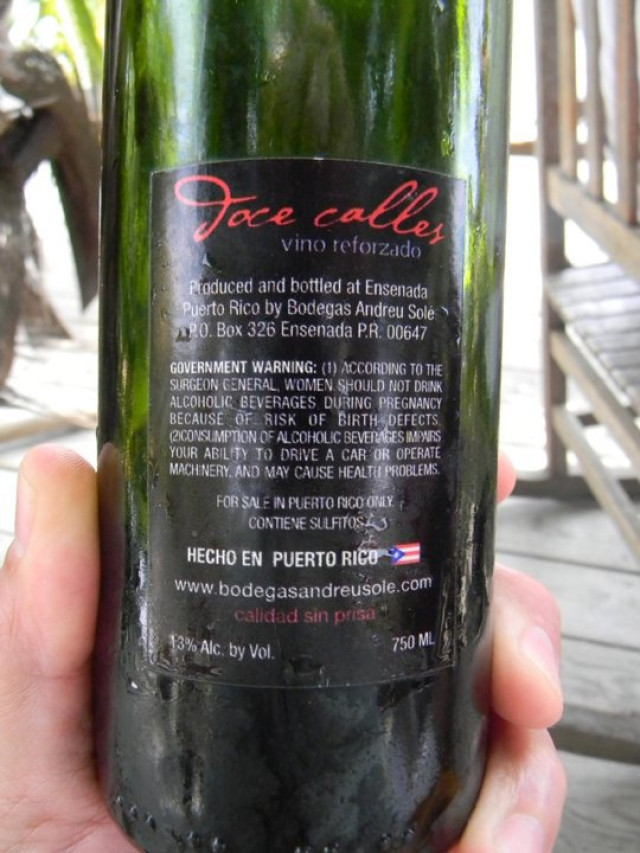 Doce calles
vino reforzado
Produced and bottled at Ensenada
Puerto Rico by Bodegas Andreu Solé
P.O. Box 326 Ensenada P.R. 00647
GOVERNMENT WARNING: (1) ACCORDING TO THE
SURGEON GENERAL, WOMEN SHOULD NOT DRINK
ALCOHOLIC BEVERAGES DURING PREGNANCY
BECAUSE OF RISK OF BIRTH DEFECTS.
(2)CONSUMPTION OF ALCOHOLIC BEVERAGES IMPAIRS
YOUR ABILITY TO DRIVE A CAR OR OPERATE
MACHINERY, AND MAY CAUSE HEALTH PROBLEMS.
FOR SALE IN PUERTO RICO ONLY.
CONTIENE SULFITOS
HECHO EN PUERTO RICO
www.bodegasandreusole.com
calidad sin prisa
13% Alc. by Vol. 750 ML